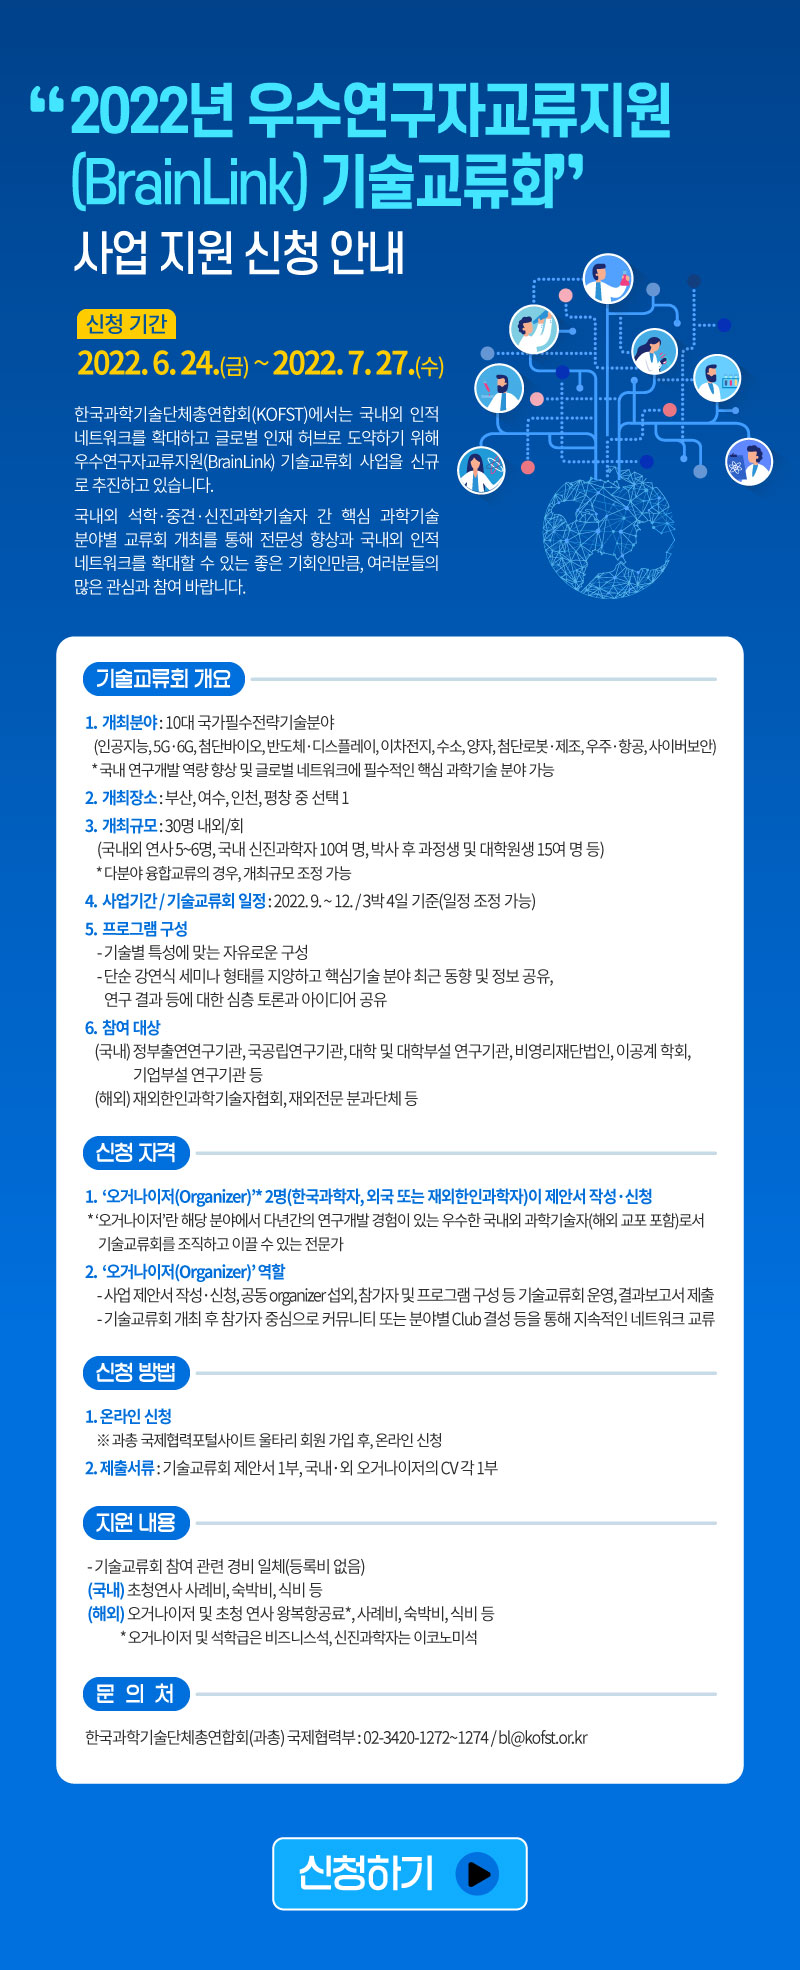 “2022년 우수연구자교류지원
(BrainLink) 기술교류회”
사업 지원 신청 안내
신청 기간
2022. 6. 24.(금) ~ 2022. 7. 27.(수)
한국과학기술단체총연합회(KOFST)에서는 국내외 인적
네트워크를 확대하고 글로벌 인재 허브로 도약하기 위해
우수연구자교류지원(BrainLink) 기술교류회 사업을 신규
로 추진하고 있습니다.
국내외 석학·중견·신진과학기술자 간 핵심 과학기술
분야별 교류회 개최를 통해 전문성 향상과 국내외 인적
네트워크를 확대할 수 있는 좋은 기회인만큼, 여러분들의
많은 관심과 참여 바랍니다.
기술교류회 개요
1. 개최분야 : 10대 국가필수전략기술분야
(인공지능, 5G·6G, 첨단바이오, 반도체·디스플레이, 이차전지, 수소, 양자, 첨단로봇·제조, 우주·항공, 사이버보안)
* 국내 연구개발 역량 향상 및 글로벌 네트워크에 필수적인 핵심 과학기술 분야 가능
2. 개최장소 : 부산, 여수, 인천, 평창 중 선택 1
3. 개최규모 : 30명 내외/회
(국내외 연사 5~6명, 국내 신진과학자 10여 명, 박사 후 과정생 및 대학원생 15여 명 등)
* 다분야 융합교류의 경우, 개최규모 조정 가능
4. 사업기간 / 기술교류회 일정 : 2022. 9. ~ 12. / 3박 4일 기준(일정 조정 가능)
5. 프로그램 구성
- 기술별 특성에 맞는 자유로운 구성
- 단순 강연식 세미나 형태를 지양하고 핵심기술 분야 최근 동향 및 정보 공유,
연구 결과 등에 대한 심층 토론과 아이디어 공유
6. 참여 대상
(국내) 정부출연연구기관, 국공립연구기관, 대학 및 대학부설 연구기관, 비영리재단법인, 이공계 학회,
기업부설 연구기관 등
(해외) 재외한인과학기술자협회, 재외전문 분과단체 등
신청 자격
1. ‘오거나이저(Organizer)’* 2명(한국과학자, 외국 또는 재외한인과학자)이 제안서 작성·신청
* ‘오거나이저’란 해당 분야에서 다년간의 연구개발 경험이 있는 우수한 국내외 과학기술자(해외 교포 포함)로서
기술교류회를 조직하고 이끌 수 있는 전문가
2. ‘오거나이저(Organizer)’ 역할
- 사업 제안서 작성·신청, 공동 organizer 섭외, 참가자 및 프로그램 구성 등 기술교류회 운영, 결과보고서 제출
- 기술교류회 개최 후 참가자 중심으로 커뮤니티 또는 분야별 Club 결성 등을 통해 지속적인 네트워크 교류
신청 방법
1. 온라인 신청
※ 과총 국제협력포털사이트 울타리 회원 가입 후, 온라인 신청
2. 제출서류 : 기술교류회 제안서 1부, 국내·외 오거나이저의 CV 각 1부
지원 내용
- 기술교류회 참여 관련 경비 일체(등록비 없음)
(국내) 초청연사 사례비, 숙박비, 식비 등
(해외) 오거나이저 및 초청 연사 왕복항공료*, 사례비, 숙박비, 식비 등
* 오거나이저 및 석학급은 비즈니스석, 신진과학자는 이코노미석
문 의 처
한국과학기술단체총연합회(과총) 국제협력부 : 02-3420-1272~1274 / bl@kofst.or.kr
신청하기